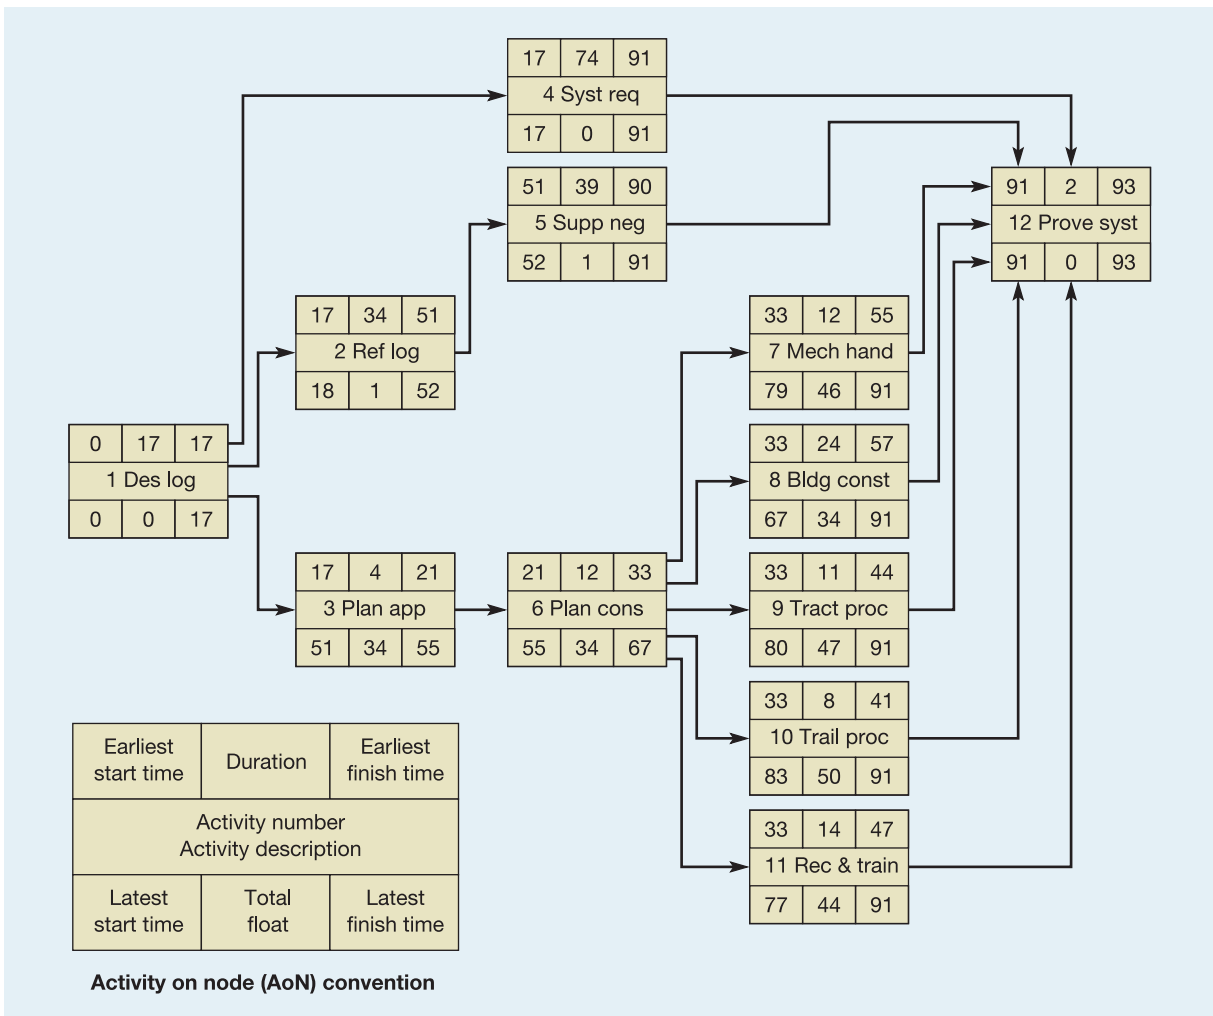 17 74 91
4 Syst req
17 0 91
51 39 90
5 Supp neg
52 1 91
91 2 93
12 Prove syst
91 0 93
17 34 51
2 Ref log
18 1 52
33 12 55
7 Mech hand
79 46 91
0 17 17
1 Des log
0 0 17
33 24 57
8 Bldg const
67 34 91
17 4 21
3 Plan app
51 34 55
21 12 33
6 Plan cons
55 34 67
33 11 44
9 Tract proc
80 47 91
33 8 41
10 Trail proc
83 50 91
33 14 47
11 Rec & train
77 44 91
Earliest
start time
Duration
Earliest
finish time
Activity number
Activity description
Latest
start time
Total
float
Latest
finish time
Activity on node (AoN) convention